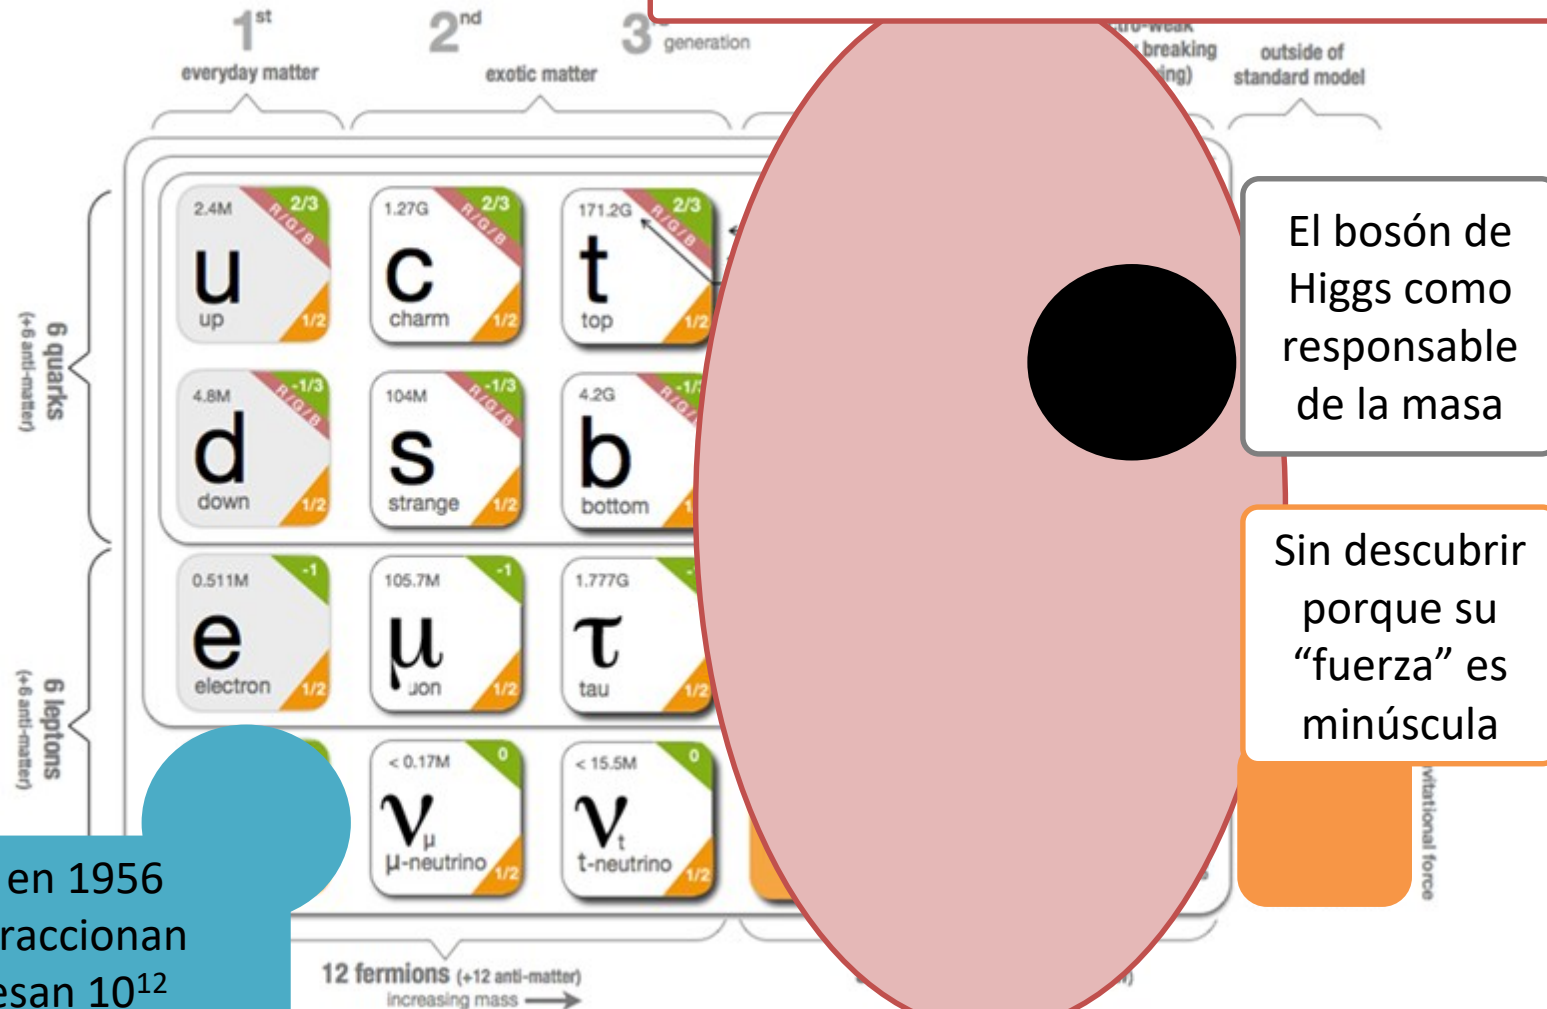 1st
2nd
3
generation
everyday matter
exotic matter
breaking
outside of
standard model
6 quarks
(+6 anti-matter)
2.4M
2/3
R/G/B
u
up
1/2
1.27G
2/3
R/G/B
c
charm
1/2
171.2G
2/3
R/G/B
t
top
1/2
4.8M
-1/3
R/G/B
d
down
1/2
104M
-1/3
R/G/B
s
strange
1/2
4.2G
b
bottom
El bosón de
Higgs como
responsable
de la masa
Sin descubrir
porque su
“fuerza” es
minúscula
6 leptons
(+6 anti-matter)
0.511M
-1
e
electron
1/2
105.7M
-1
μ
uon
1/2
1.777G
τ
tau
1/2
< 0.17M
0
νμ
μ-neutrino
1/2
< 15.5M
0
νt
t-neutrino
1/2
vitational force
en 1956
raccionan
esan 10¹²
12 fermions (+12 anti-matter)
increasing mass